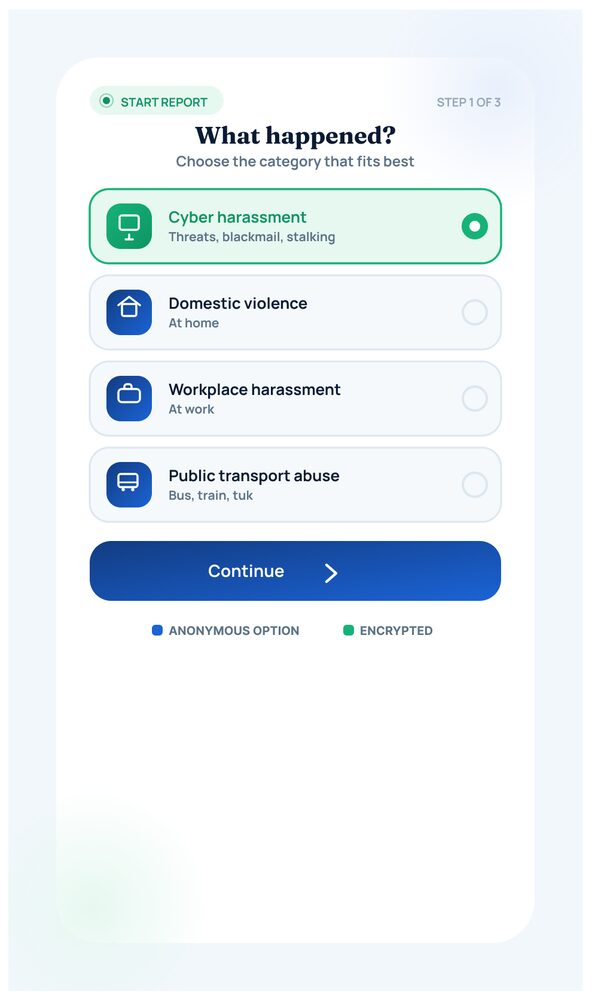 START REPORT
STEP 1 OF 3
What happened?
Choose the category that fits best
Cyber harassment
Threats, blackmail, stalking
Domestic violence
At home
Workplace harassment
At work
Public transport abuse
Bus, train, tuk
Continue
ANONYMOUS OPTION
ENCRYPTED